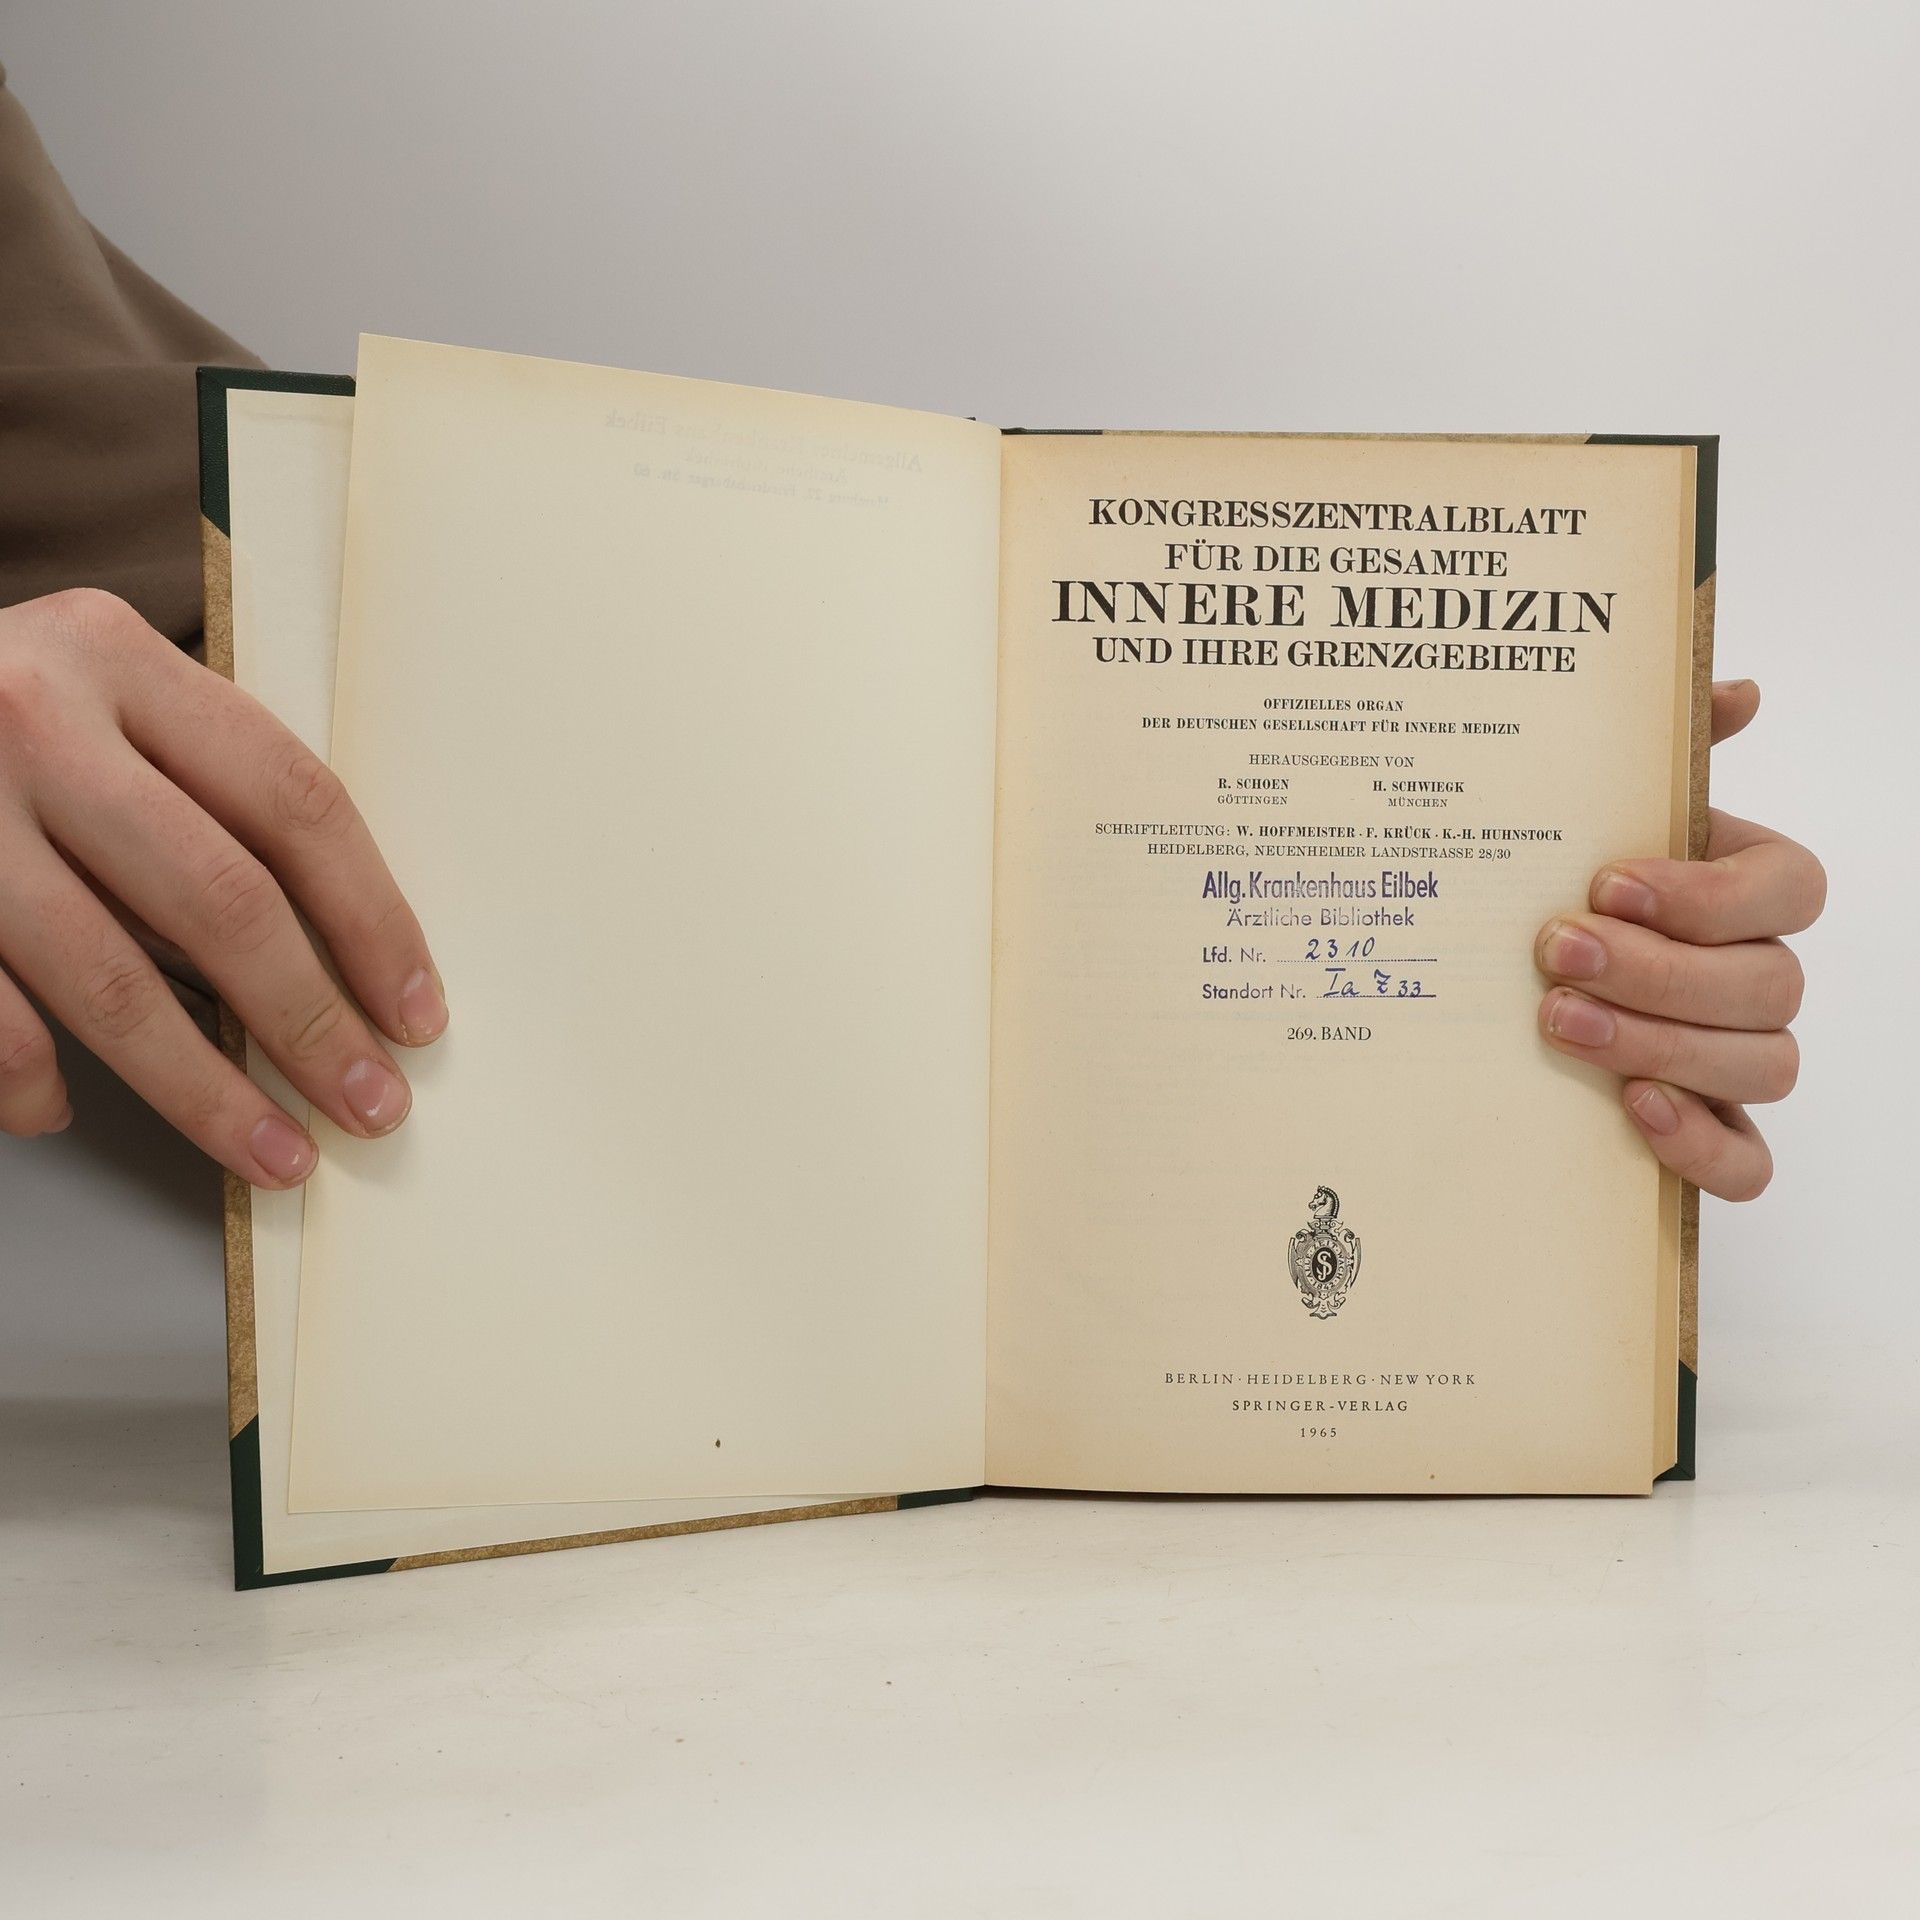 KONGRESSZENTRALBLATT
FÜR DIE GESAMTE
INNERE MEDIZIN
UND IHRE GRENZGEBIETE
OFFIZIELLES ORGAN
DER DEUTSCHEN GESELLSCHAFT FÜR INNERE MEDIZIN
HERAUSGEGEBEN VON
R. SCHOEN H. SCHWIEGK
GÖTTINGEN MÜNCHEN
SCHRIFTLEITUNG: W. HOFFMEISTER · F. KRÜCK · K.-H. HUHNSTOCK
HEIDELBERG, NEUENHEIMER LANDSTRASSE 28/30
Allg. Krankenhaus Eilbek
Ärztliche Bibliothek
Lfd. Nr. 2310
Standort Nr. Ia Z 33
269. BAND
BERLIN · HEIDELBERG · NEW YORK
SPRINGER-VERLAG
1965